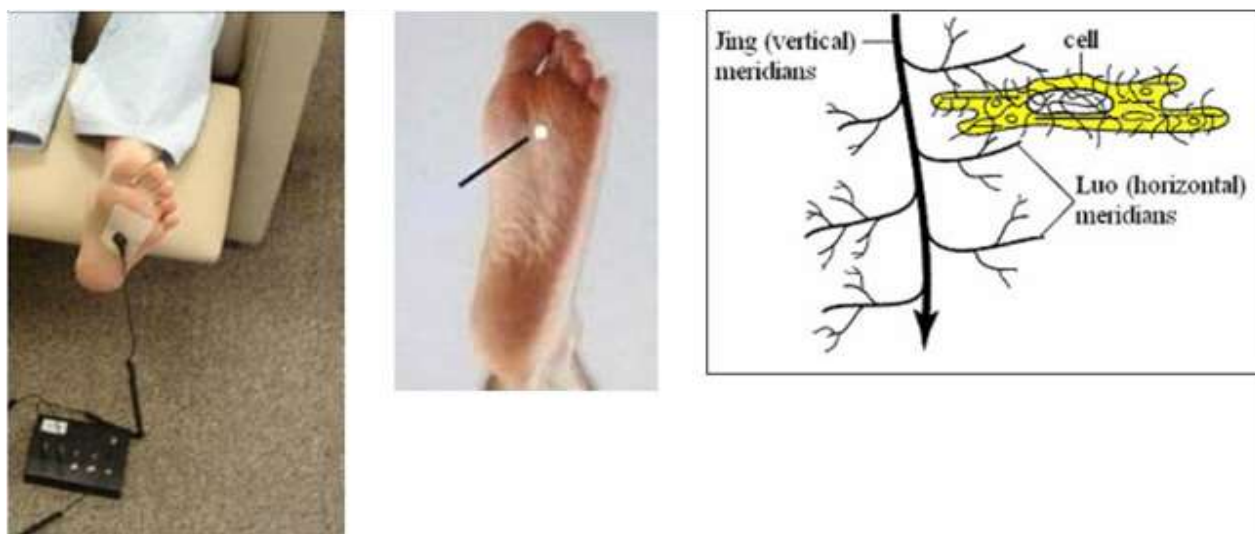 Jing (vertical)
meridians
cell
Luo (horizontal)
meridians